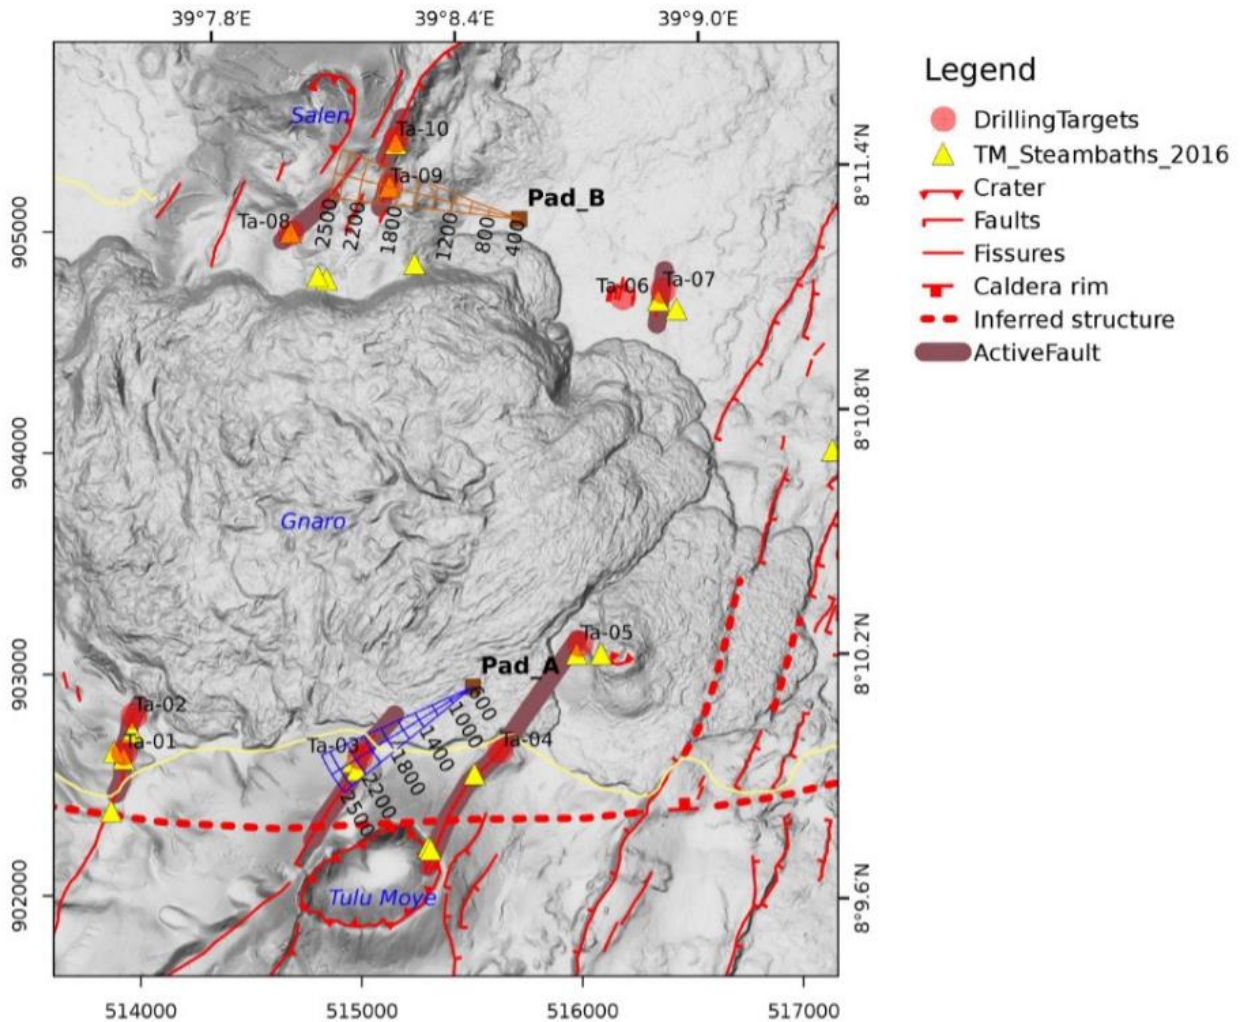 39°7.8′E 39°8.4′E 39°9.0′E
Legend
DrillingTargets
TM_Steambaths_2016
Crater
Faults
Fissures
Caldera rim
Inferred structure
ActiveFault
Salen
Ta-10
8°11.4′N
Ta-09
Pad_B
Ta-08
2500
2200
1800
1200
800
400
905000
Ta-06
Ta-07
8°10.8′N
904000
Gnaro
8°10.2′N
Ta-05
Pad_A
903000
600
1000
1400
1800
2200
2500
Ta-02
Ta-01
Ta-03
Ta-04
902000
Tulu Moye
8°9.6′N
514000 515000 516000 517000